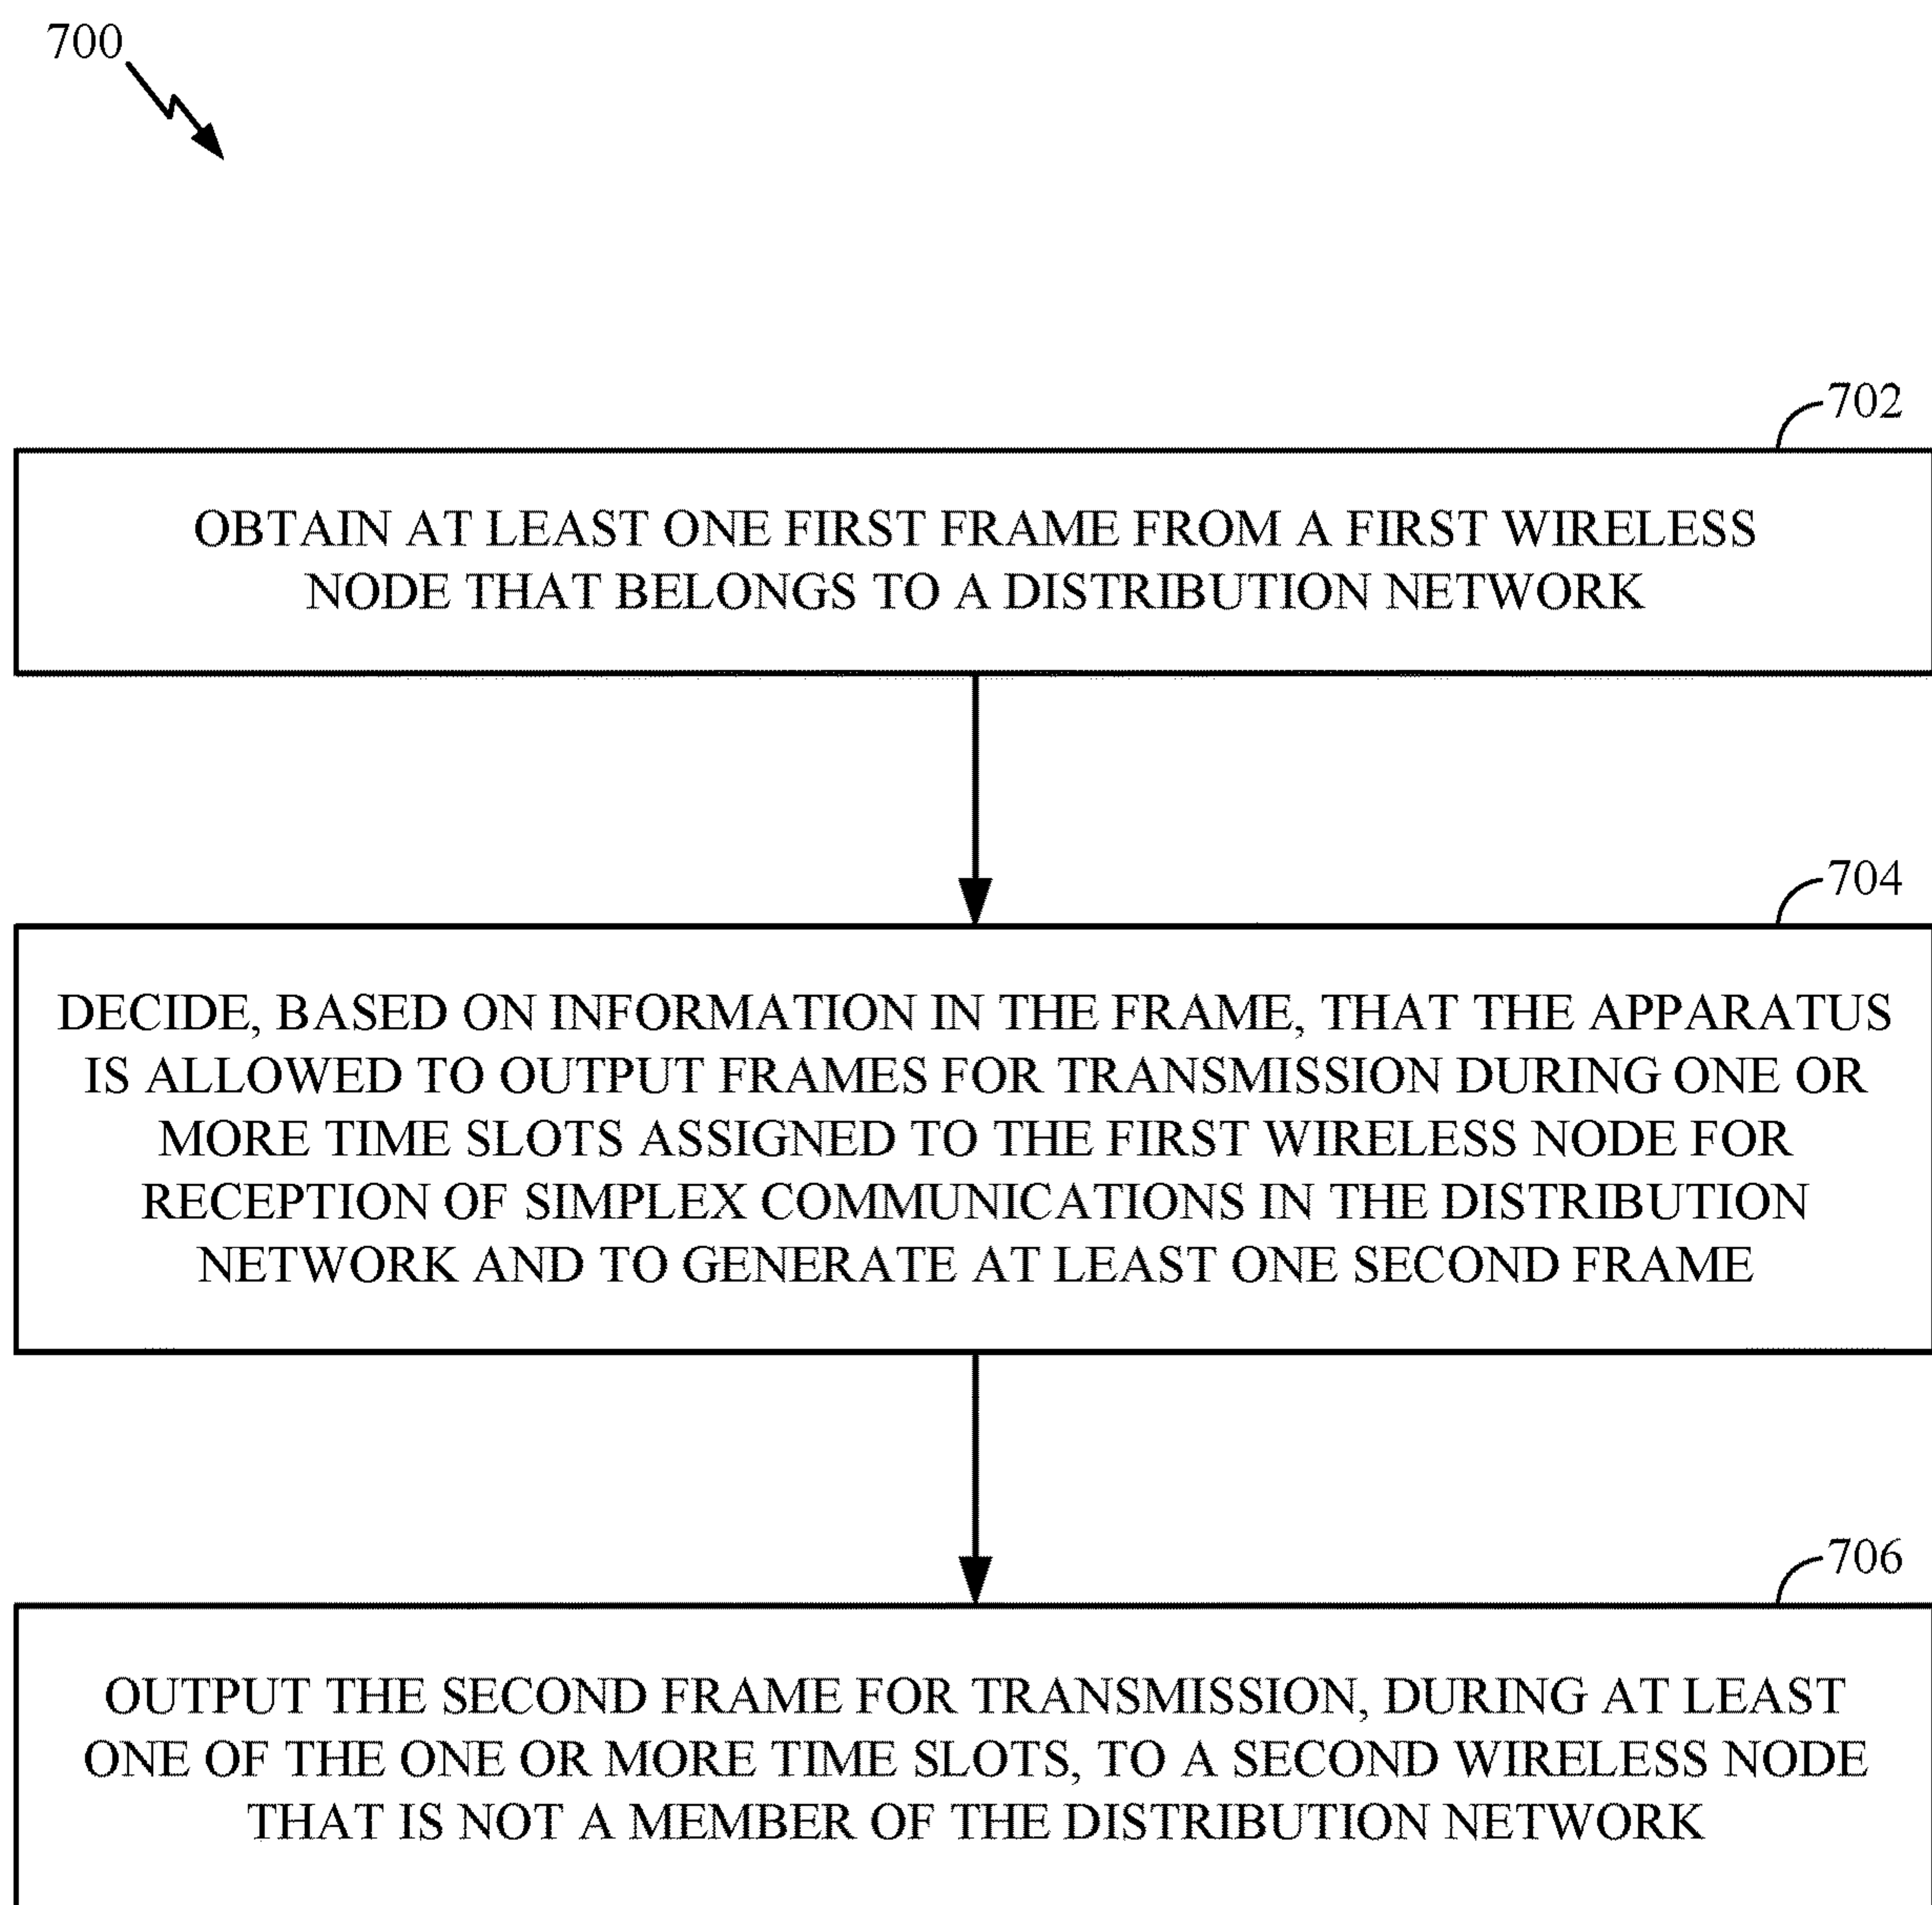 700
702
OBTAIN AT LEAST ONE FIRST FRAME FROM A FIRST WIRELESS
NODE THAT BELONGS TO A DISTRIBUTION NETWORK
704
DECIDE, BASED ON INFORMATION IN THE FRAME, THAT THE APPARATUS
IS ALLOWED TO OUTPUT FRAMES FOR TRANSMISSION DURING ONE OR
MORE TIME SLOTS ASSIGNED TO THE FIRST WIRELESS NODE FOR
RECEPTION OF SIMPLEX COMMUNICATIONS IN THE DISTRIBUTION
NETWORK AND TO GENERATE AT LEAST ONE SECOND FRAME
706
OUTPUT THE SECOND FRAME FOR TRANSMISSION, DURING AT LEAST
ONE OF THE ONE OR MORE TIME SLOTS, TO A SECOND WIRELESS NODE
THAT IS NOT A MEMBER OF THE DISTRIBUTION NETWORK